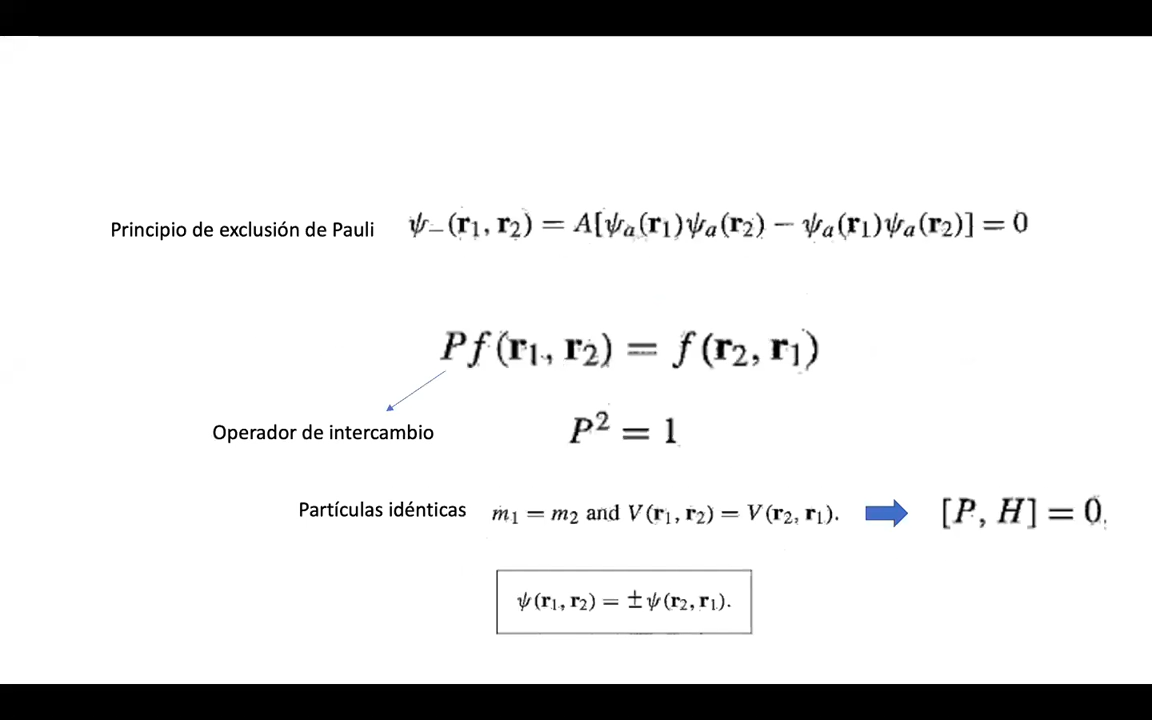 Principio de exclusión de Pauli ψ₋(r₁, r₂) = A[ψₐ(r₁)ψₐ(r₂) − ψₐ(r₁)ψₐ(r₂)] = 0
Pf(r₁, r₂) = f(r₂, r₁)
Operador de intercambio P² = 1
Partículas idénticas m₁ = m₂ and V(r₁, r₂) = V(r₂, r₁). [P, H] = 0,
ψ(r₁, r₂) = ±ψ(r₂, r₁).